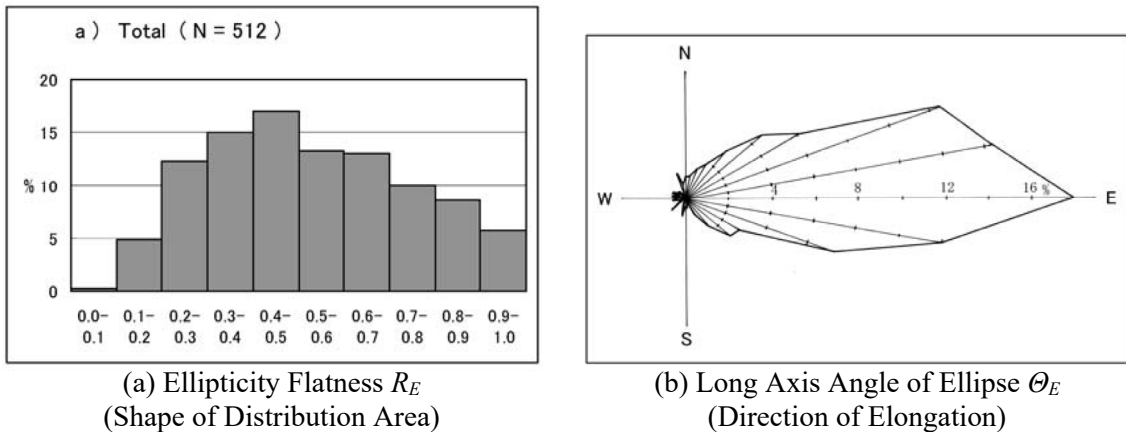 a ) Total ( N = 512 )
20
15
% 10
5
0
0.0- 0.1- 0.2- 0.3- 0.4- 0.5- 0.6- 0.7- 0.8- 0.9-
0.1 0.2 0.3 0.4 0.5 0.6 0.7 0.8 0.9 1.0
(a) Ellipticity Flatness R_E
(Shape of Distribution Area)
N
W 4 8 12 16 % E
S
(b) Long Axis Angle of Ellipse Θ_E
(Direction of Elongation)